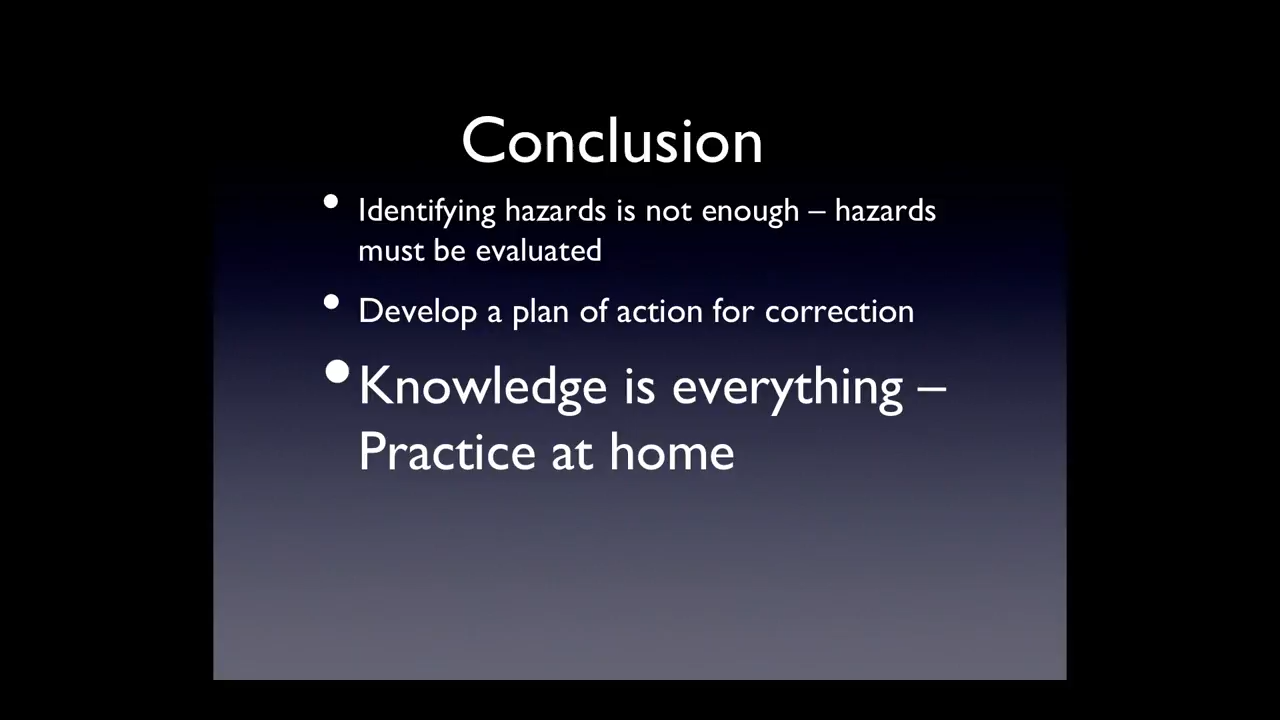 Conclusion
• Identifying hazards is not enough – hazards
must be evaluated
• Develop a plan of action for correction
• Knowledge is everything –
Practice at home